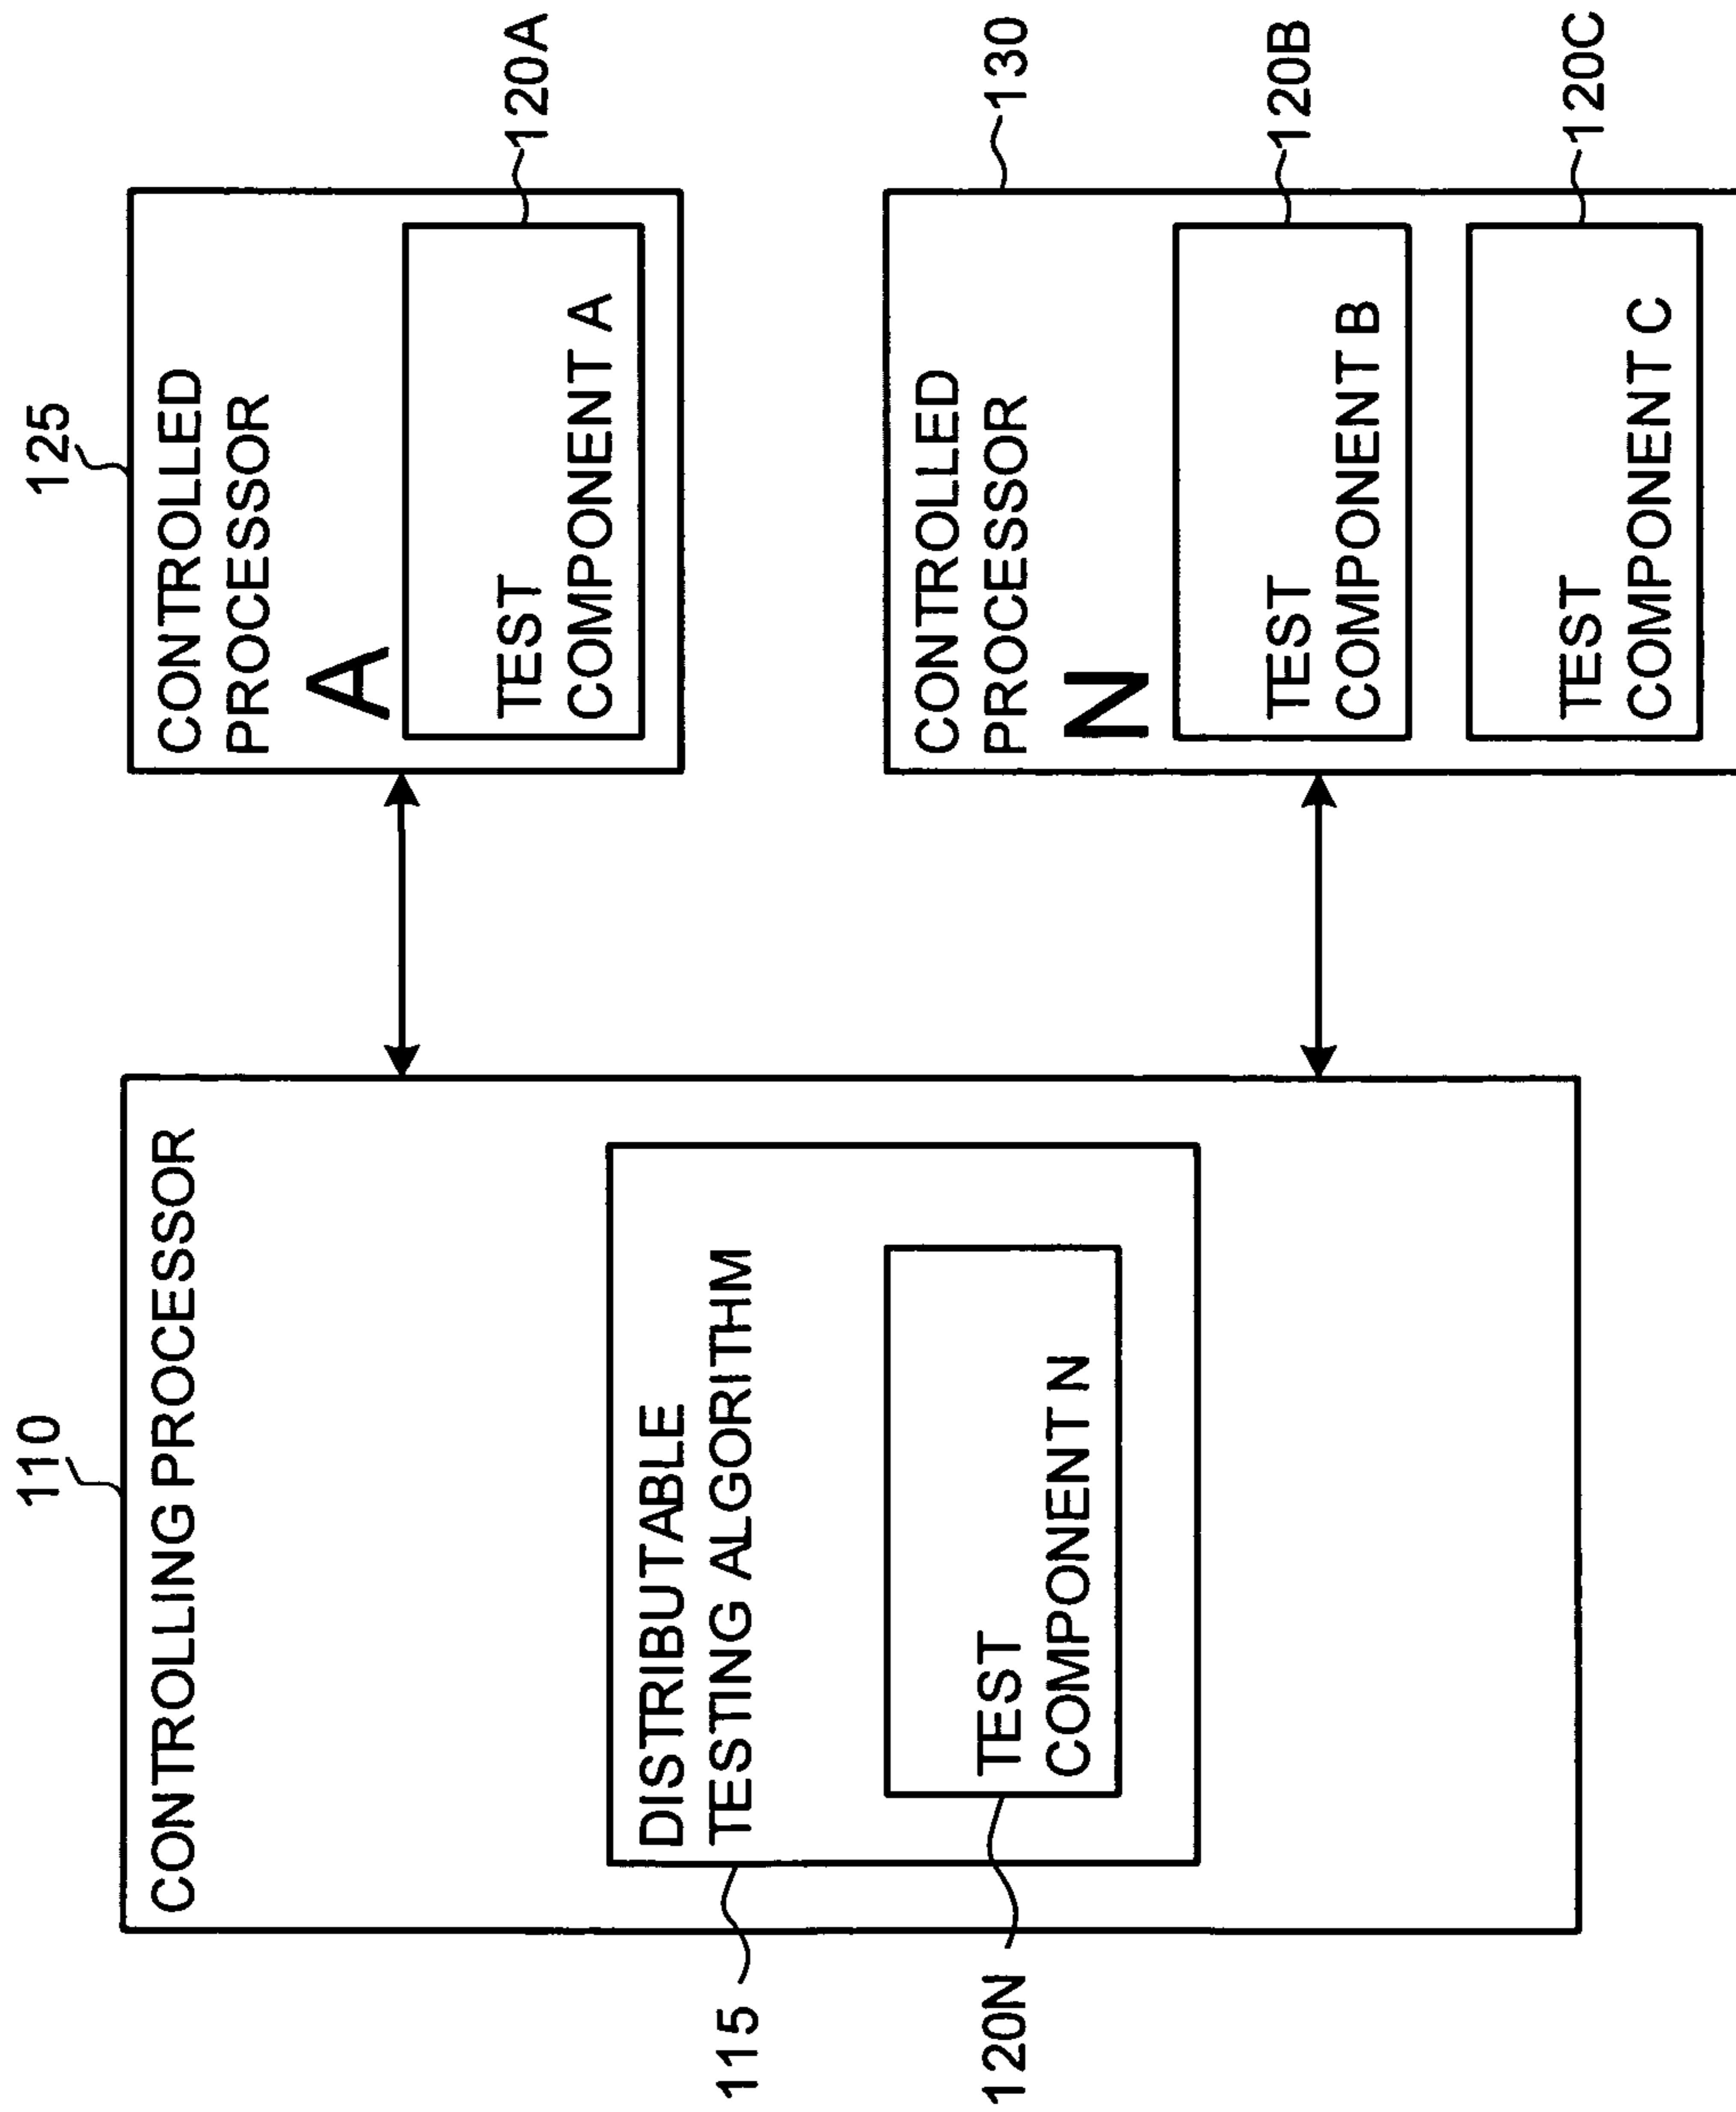 110
CONTROLLING PROCESSOR
DISTRIBUTABLE
TESTING ALGORITHM
TEST
COMPONENT N
115
120N
125
CONTROLLED
PROCESSOR
A
TEST
COMPONENT A
120A
CONTROLLED
PROCESSOR
N
130
TEST
COMPONENT B
120B
TEST
COMPONENT C
120C